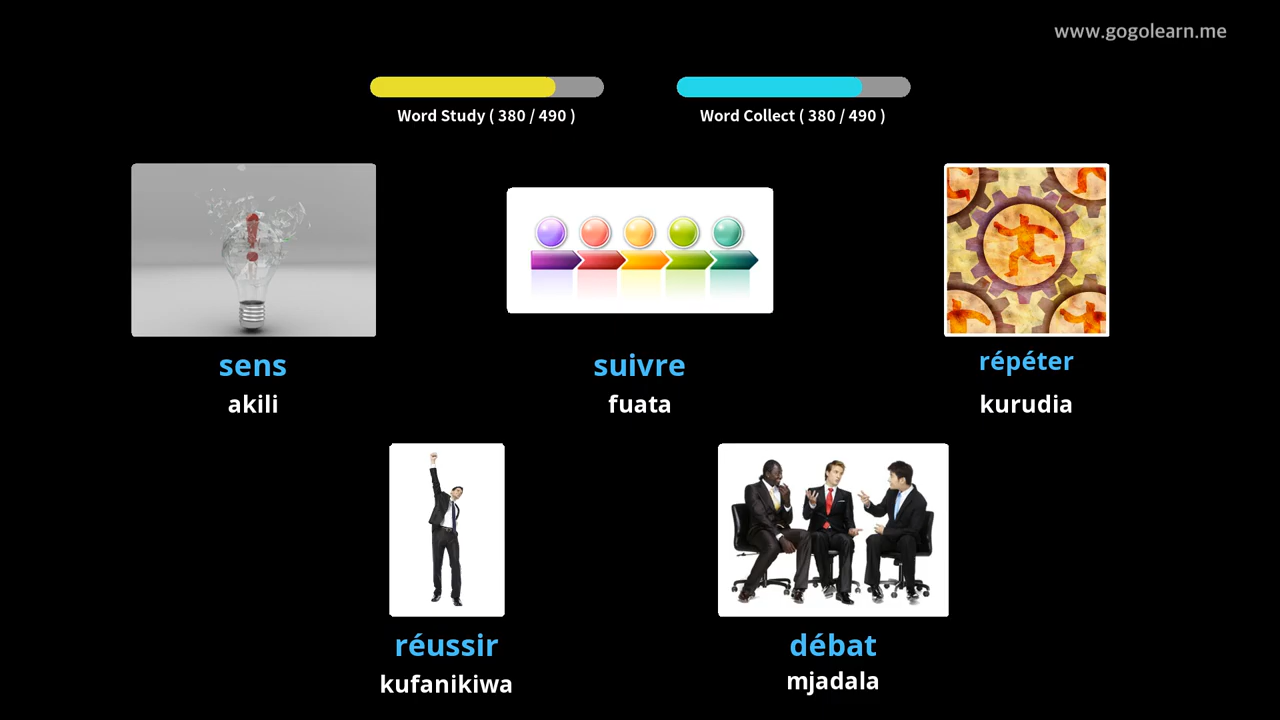 www.gogolearn.me
Word Study ( 380 / 490 )
Word Collect ( 380 / 490 )
sens
suivre
répéter
akili
fuata
kurudia
réussir
débat
kufanikiwa
mjadala